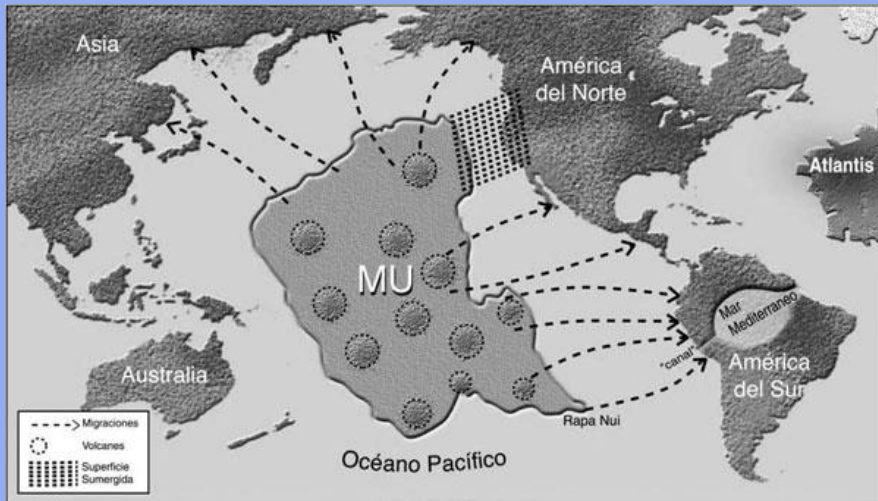 Asia
América
del Norte
Atlantis
MU
Mar
Mediterraneo
"canal"
Australia
América
del Sur
Rapa Nui
Océano Pacífico
Migraciones
Volcanes
Superficie
Sumergida